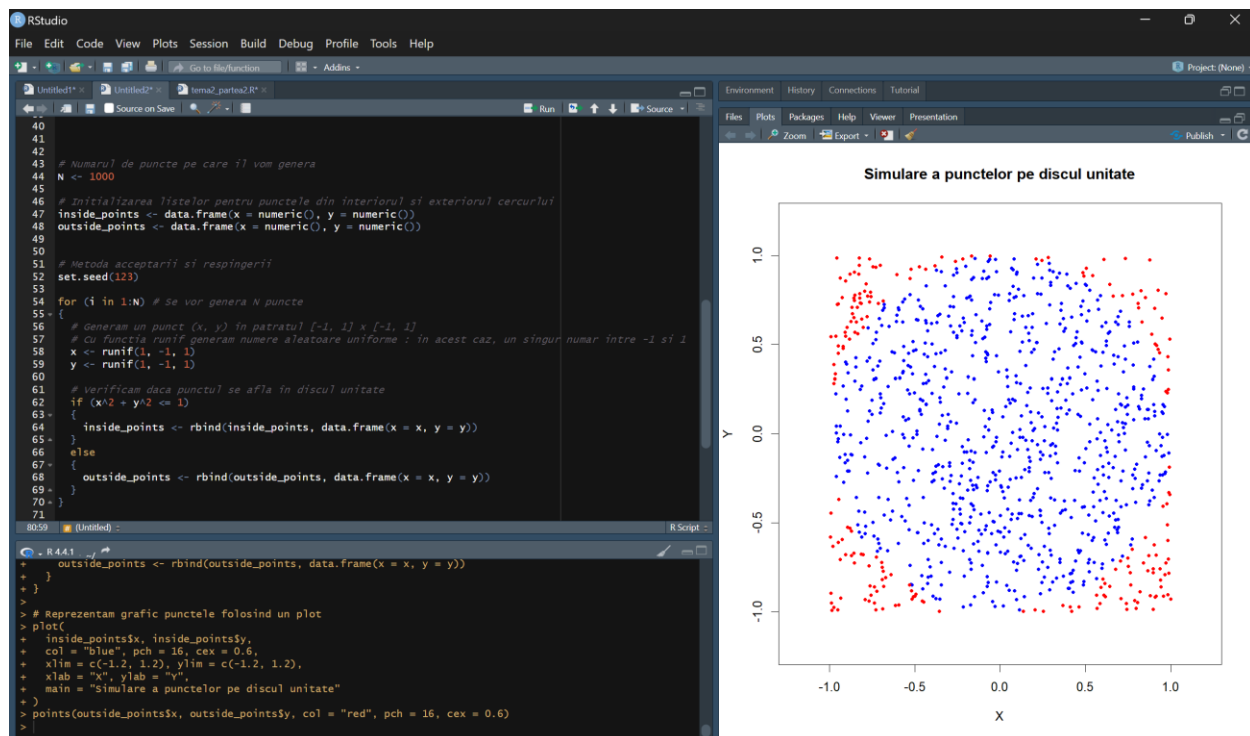 RStudio
File Edit Code View Plots Session Build Debug Profile Tools Help
Go to file/function Addins Project: (None)
Untitled1* Untitled2* tema2_partea2.R*
Source on Save Run Source
40
41
42
43 # Numarul de puncte pe care il vom genera
44 N <- 1000
45
46 # Initializarea listelor pentru punctele din interiorul si exteriorul cercurlui
47 inside_points <- data.frame(x = numeric(), y = numeric())
48 outside_points <- data.frame(x = numeric(), y = numeric())
49
50
51 # Metoda acceptarii si respingerii
52 set.seed(123)
53
54 for (i in 1:N) # Se vor genera N puncte
55 {
56 # Generam un punct (x, y) in patratul [-1, 1] x [-1, 1]
57 # Cu functia runif generam numere aleatoare uniforme : in acest caz, un singur numar intre -1 si 1
58 x <- runif(1, -1, 1)
59 y <- runif(1, -1, 1)
60
61 # Verificam daca punctul se afla in discul unitate
62 if (x^2 + y^2 <= 1)
63 {
64 inside_points <- rbind(inside_points, data.frame(x = x, y = y))
65 }
66 else
67 {
68 outside_points <- rbind(outside_points, data.frame(x = x, y = y))
69 }
70 }
71
80:59 (Untitled) R Script
R 4.4.1 . ~/
+ outside_points <- rbind(outside_points, data.frame(x = x, y = y))
+ }
+ }
>
> # Reprezentam grafic punctele folosind un plot
> plot(
+ inside_points$x, inside_points$y,
+ col = "blue", pch = 16, cex = 0.6,
+ xlim = c(-1.2, 1.2), ylim = c(-1.2, 1.2),
+ xlab = "X", ylab = "Y",
+ main = "Simulare a punctelor pe discul unitate"
+ )
> points(outside_points$x, outside_points$y, col = "red", pch = 16, cex = 0.6)
>
Environment History Connections Tutorial
Files Plots Packages Help Viewer Presentation
Zoom Export Publish
Simulare a punctelor pe discul unitate
1.0
0.5
0.0
-0.5
-1.0
Y
-1.0 -0.5 0.0 0.5 1.0
X